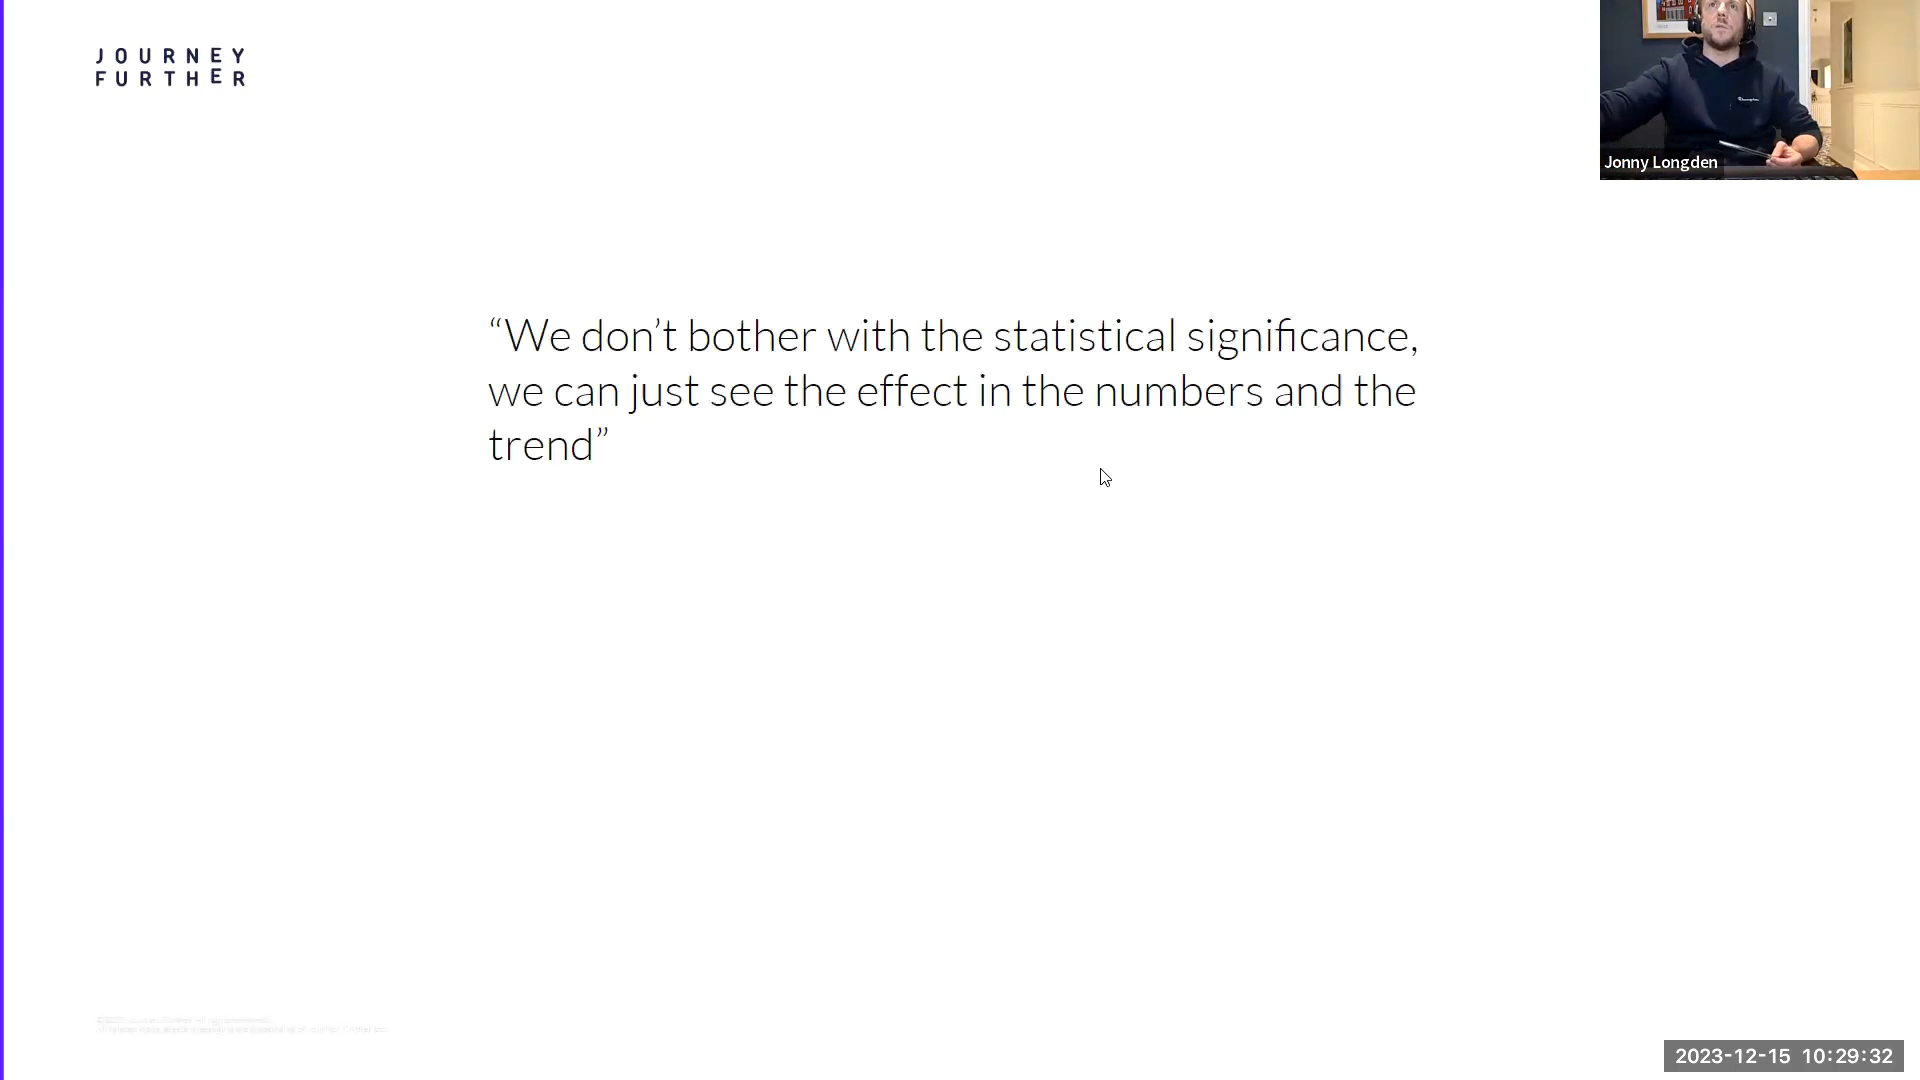 JOURNEY
FURTHER
Jonny Longden
“We don’t bother with the statistical significance,
we can just see the effect in the numbers and the
trend”
2023-12-15 10:29:32